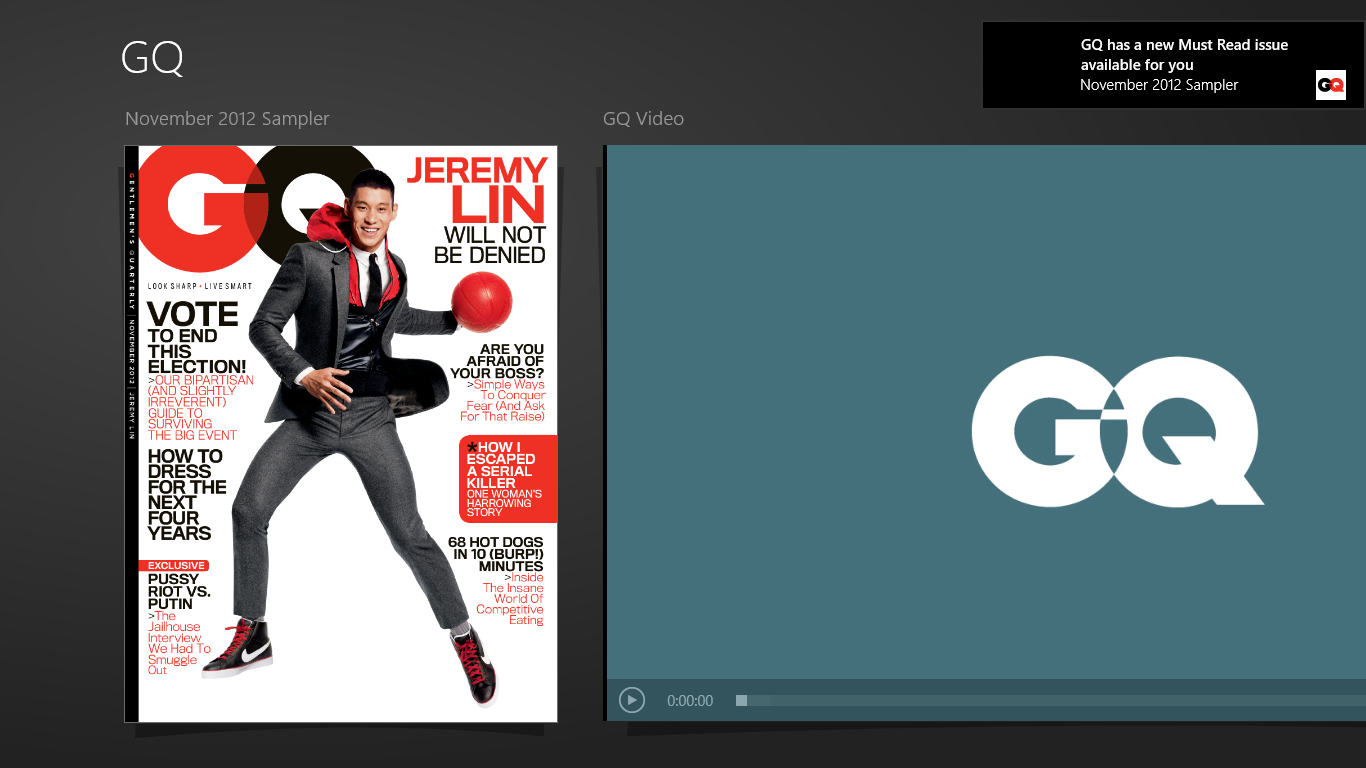 GQ
GQ has a new Must Read issue
available for you
November 2012 Sampler
GQ
November 2012 Sampler
GQ Video
GENTLEMEN'S QUARTERLY | NOVEMBER 2012 | JEREMY LIN
GQ
LOOK SHARP + LIVE SMART
JEREMY
LIN
WILL NOT
BE DENIED
VOTE
TO END
THIS
ELECTION!
>OUR BIPARTISAN
(AND SLIGHTLY
IRREVERENT)
GUIDE TO
SURVIVING
THE BIG EVENT
HOW TO
DRESS
FOR THE
NEXT
FOUR
YEARS
EXCLUSIVE
PUSSY
RIOT VS.
PUTIN
>The
Jailhouse
Interview
We Had To
Smuggle
Out
ARE YOU
AFRAID OF
YOUR BOSS?
>Simple Ways
To Conquer
Fear (And Ask
For That Raise)
*HOW I
ESCAPED
A SERIAL
KILLER
ONE WOMAN'S
HARROWING
STORY
68 HOT DOGS
IN 10 (BURP!)
MINUTES
>Inside
The Insane
World Of
Competitive
Eating
GQ
0:00:00